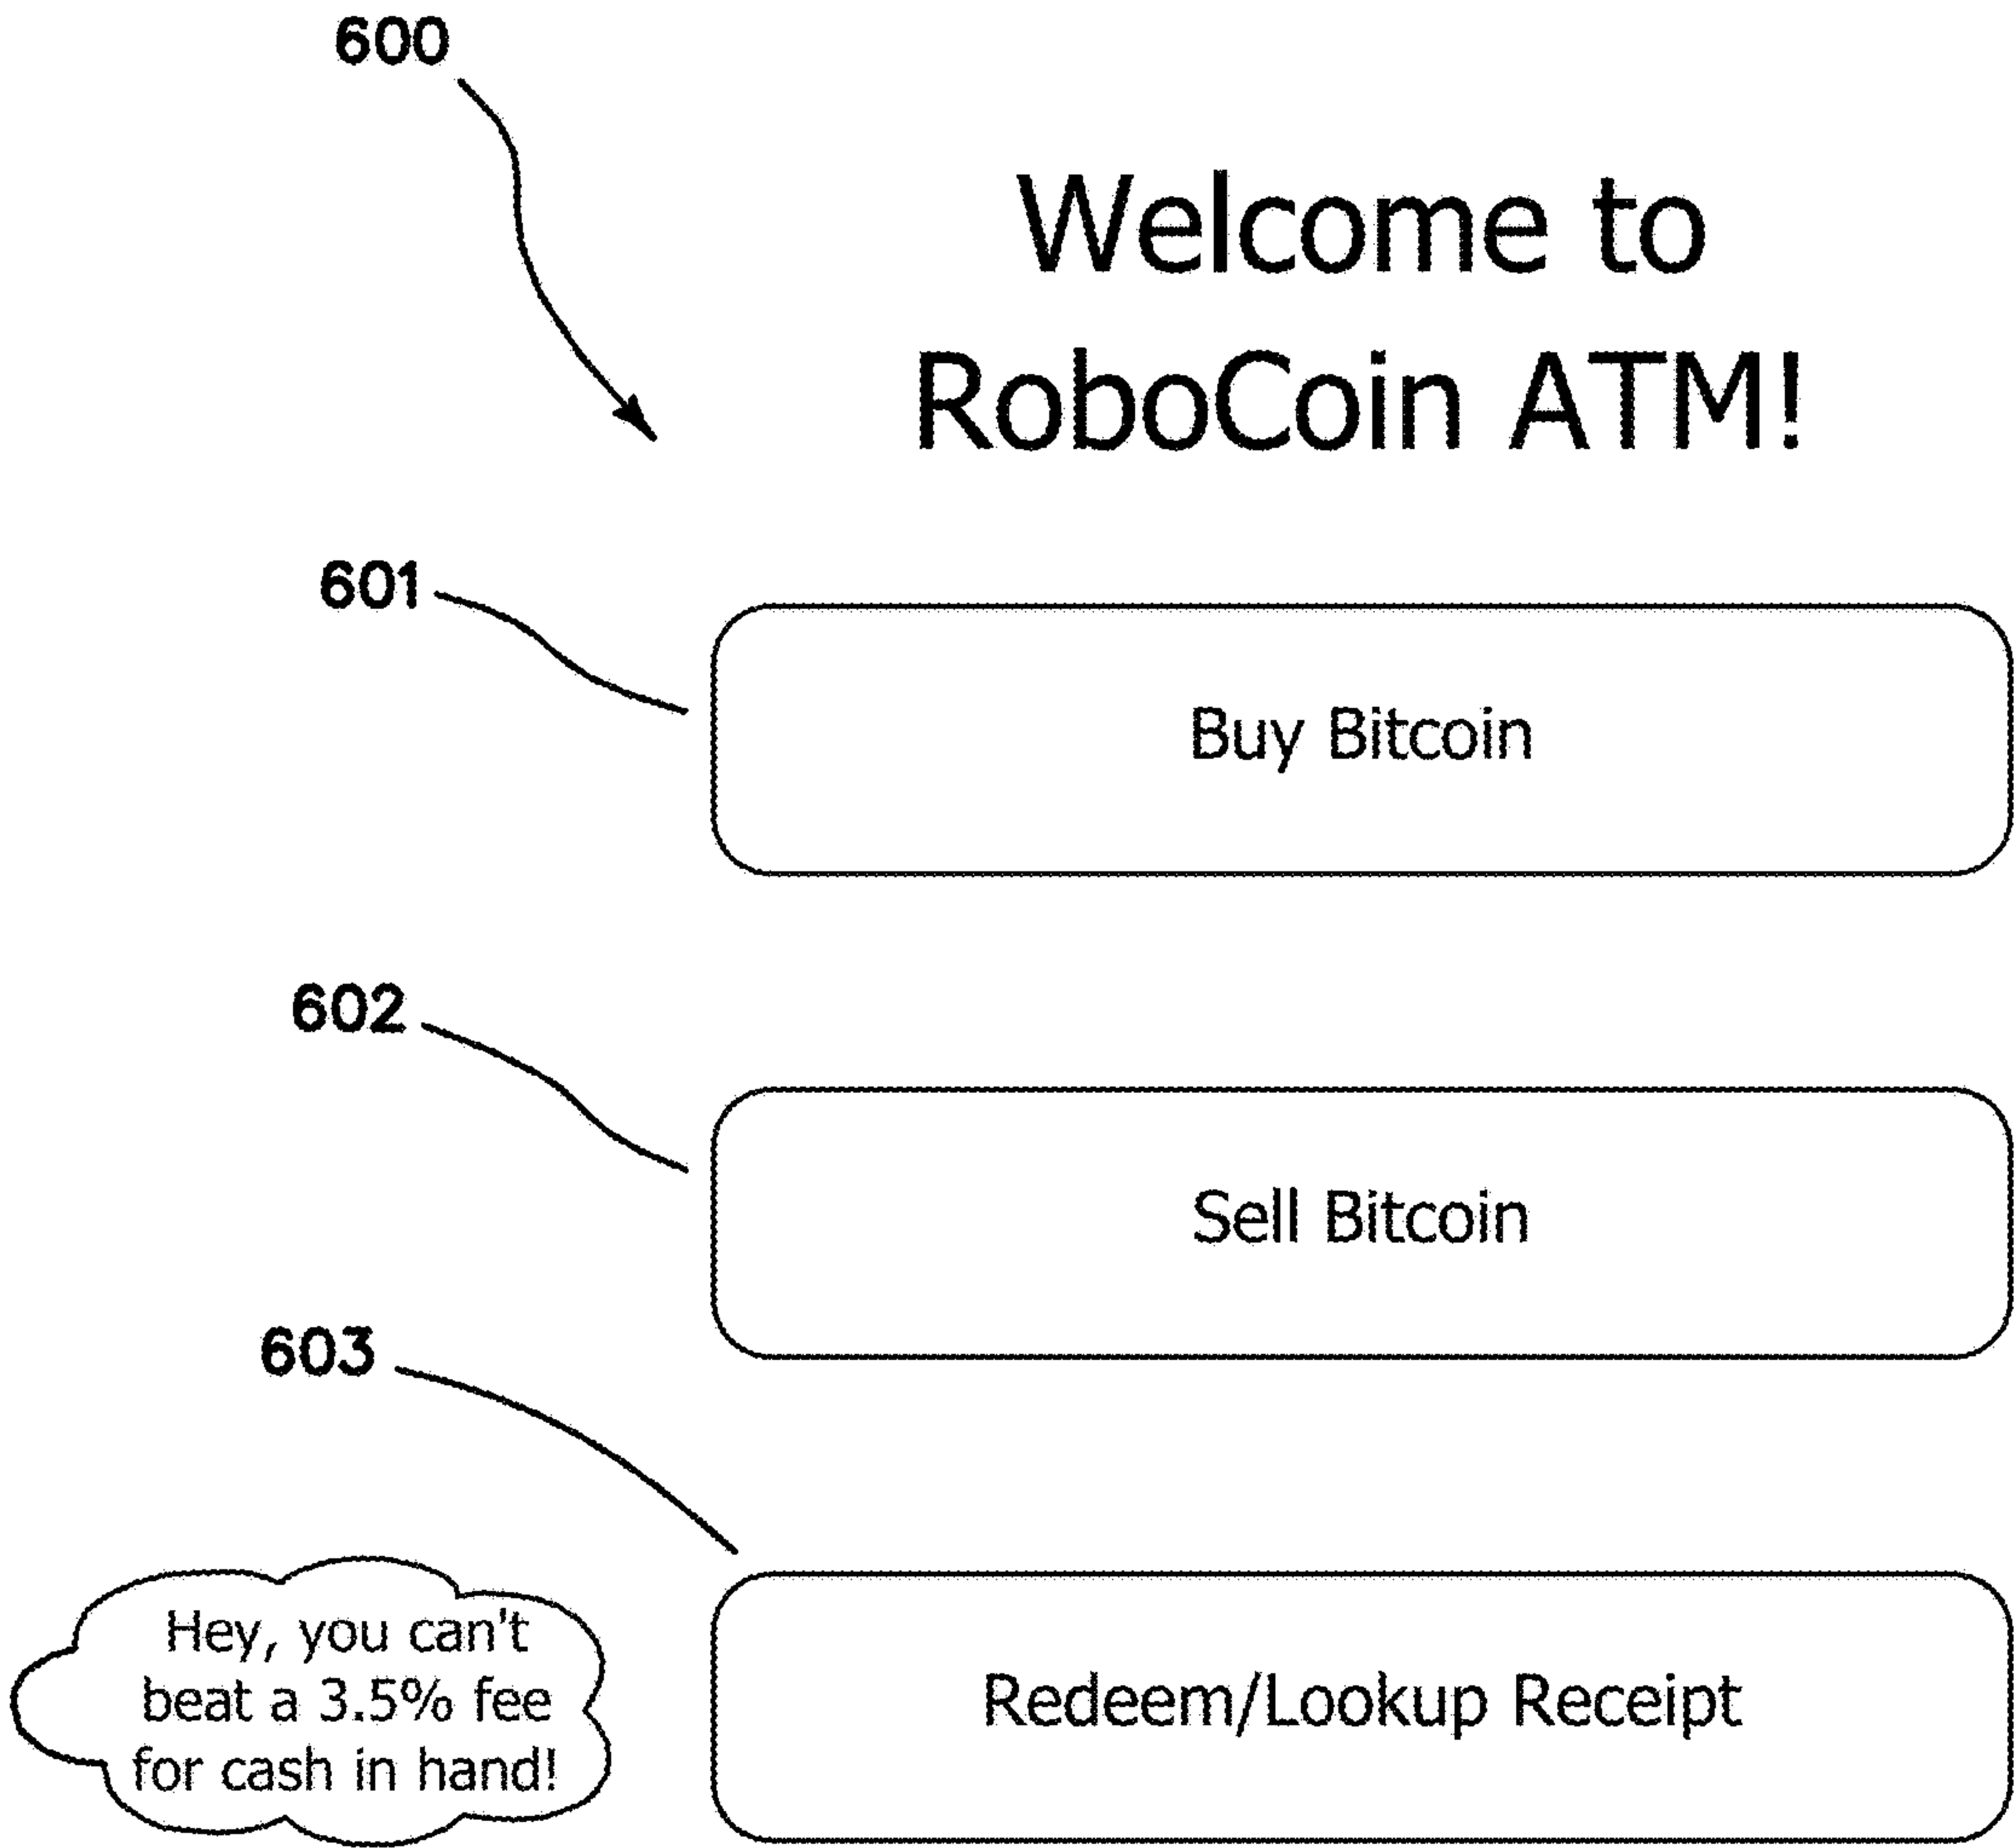 600
Welcome to
RoboCoin ATM!
601
Buy Bitcoin
602
Sell Bitcoin
603
Hey, you can't
beat a 3.5% fee
for cash in hand!
Redeem/Lookup Receipt